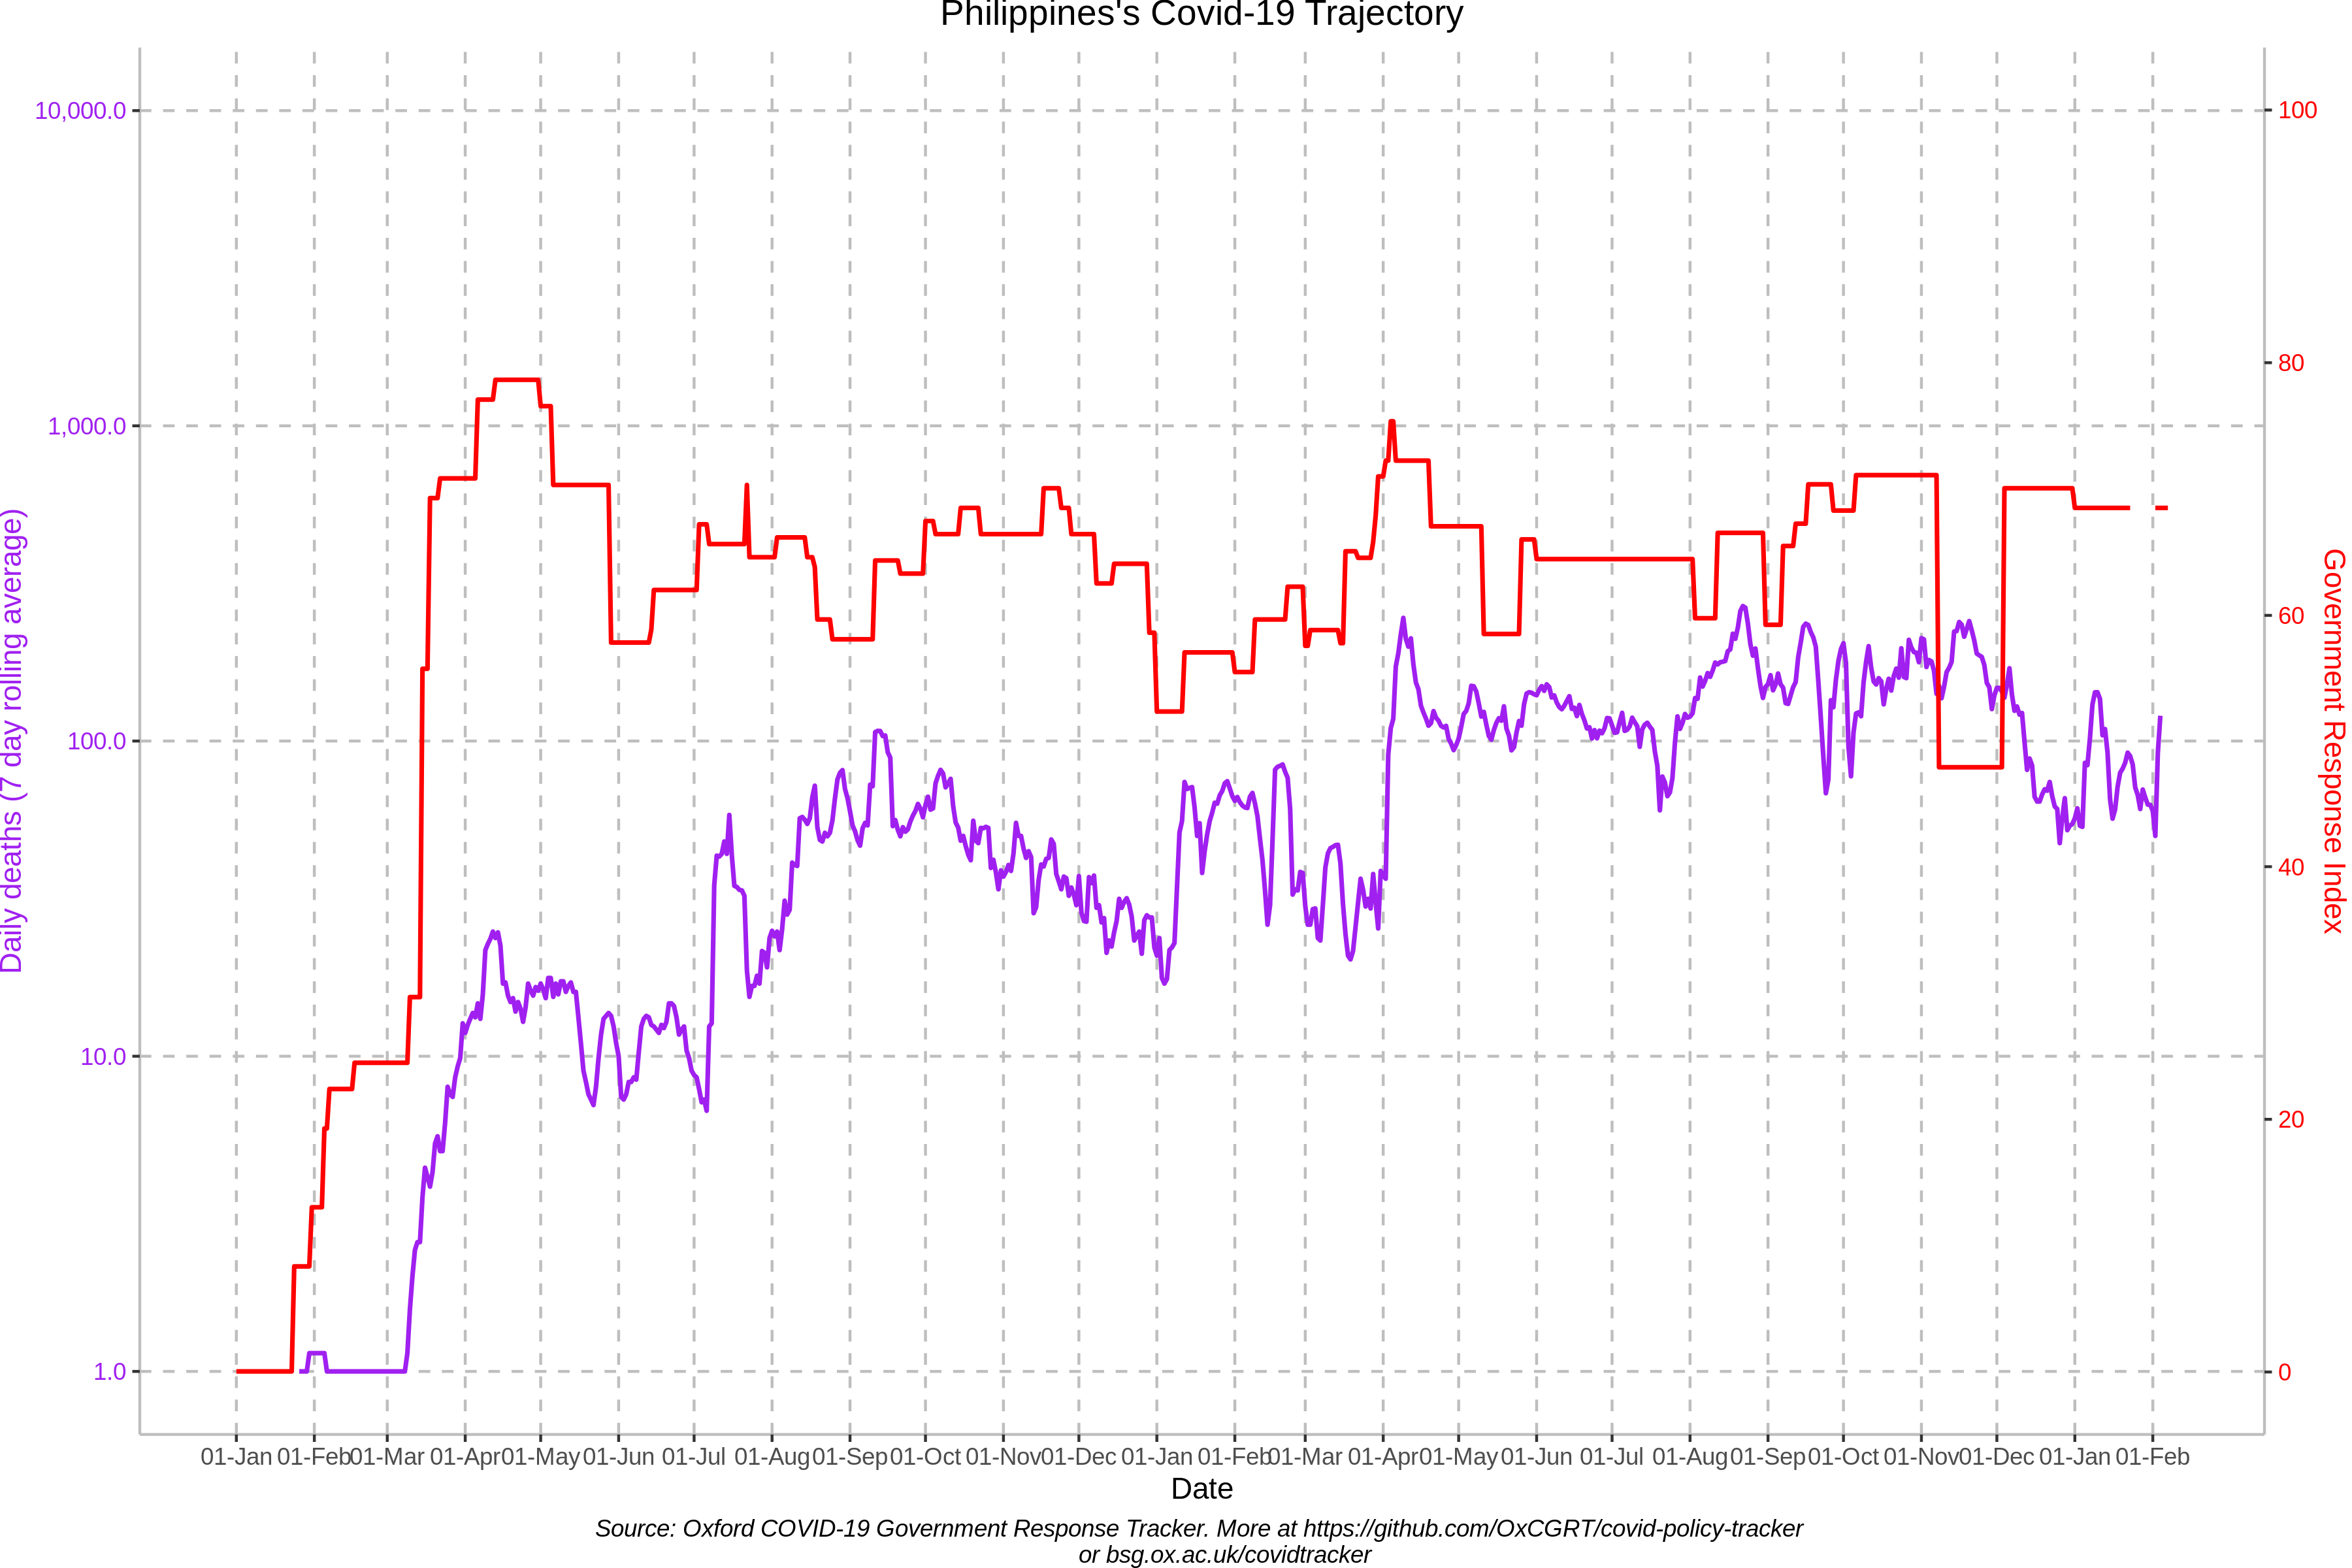 Philippines's Covid-19 Trajectory
10,000.0
1,000.0
100.0
10.0
1.0
Daily deaths (7 day rolling average)
100
80
60
40
20
0
Government Response Index
01-Jan 01-Feb 01-Mar 01-Apr 01-May 01-Jun 01-Jul 01-Aug 01-Sep 01-Oct 01-Nov 01-Dec 01-Jan 01-Feb 01-Mar 01-Apr 01-May 01-Jun 01-Jul 01-Aug 01-Sep 01-Oct 01-Nov 01-Dec 01-Jan 01-Feb
Date
Source: Oxford COVID-19 Government Response Tracker. More at https://github.com/OxCGRT/covid-policy-tracker
or bsg.ox.ac.uk/covidtracker